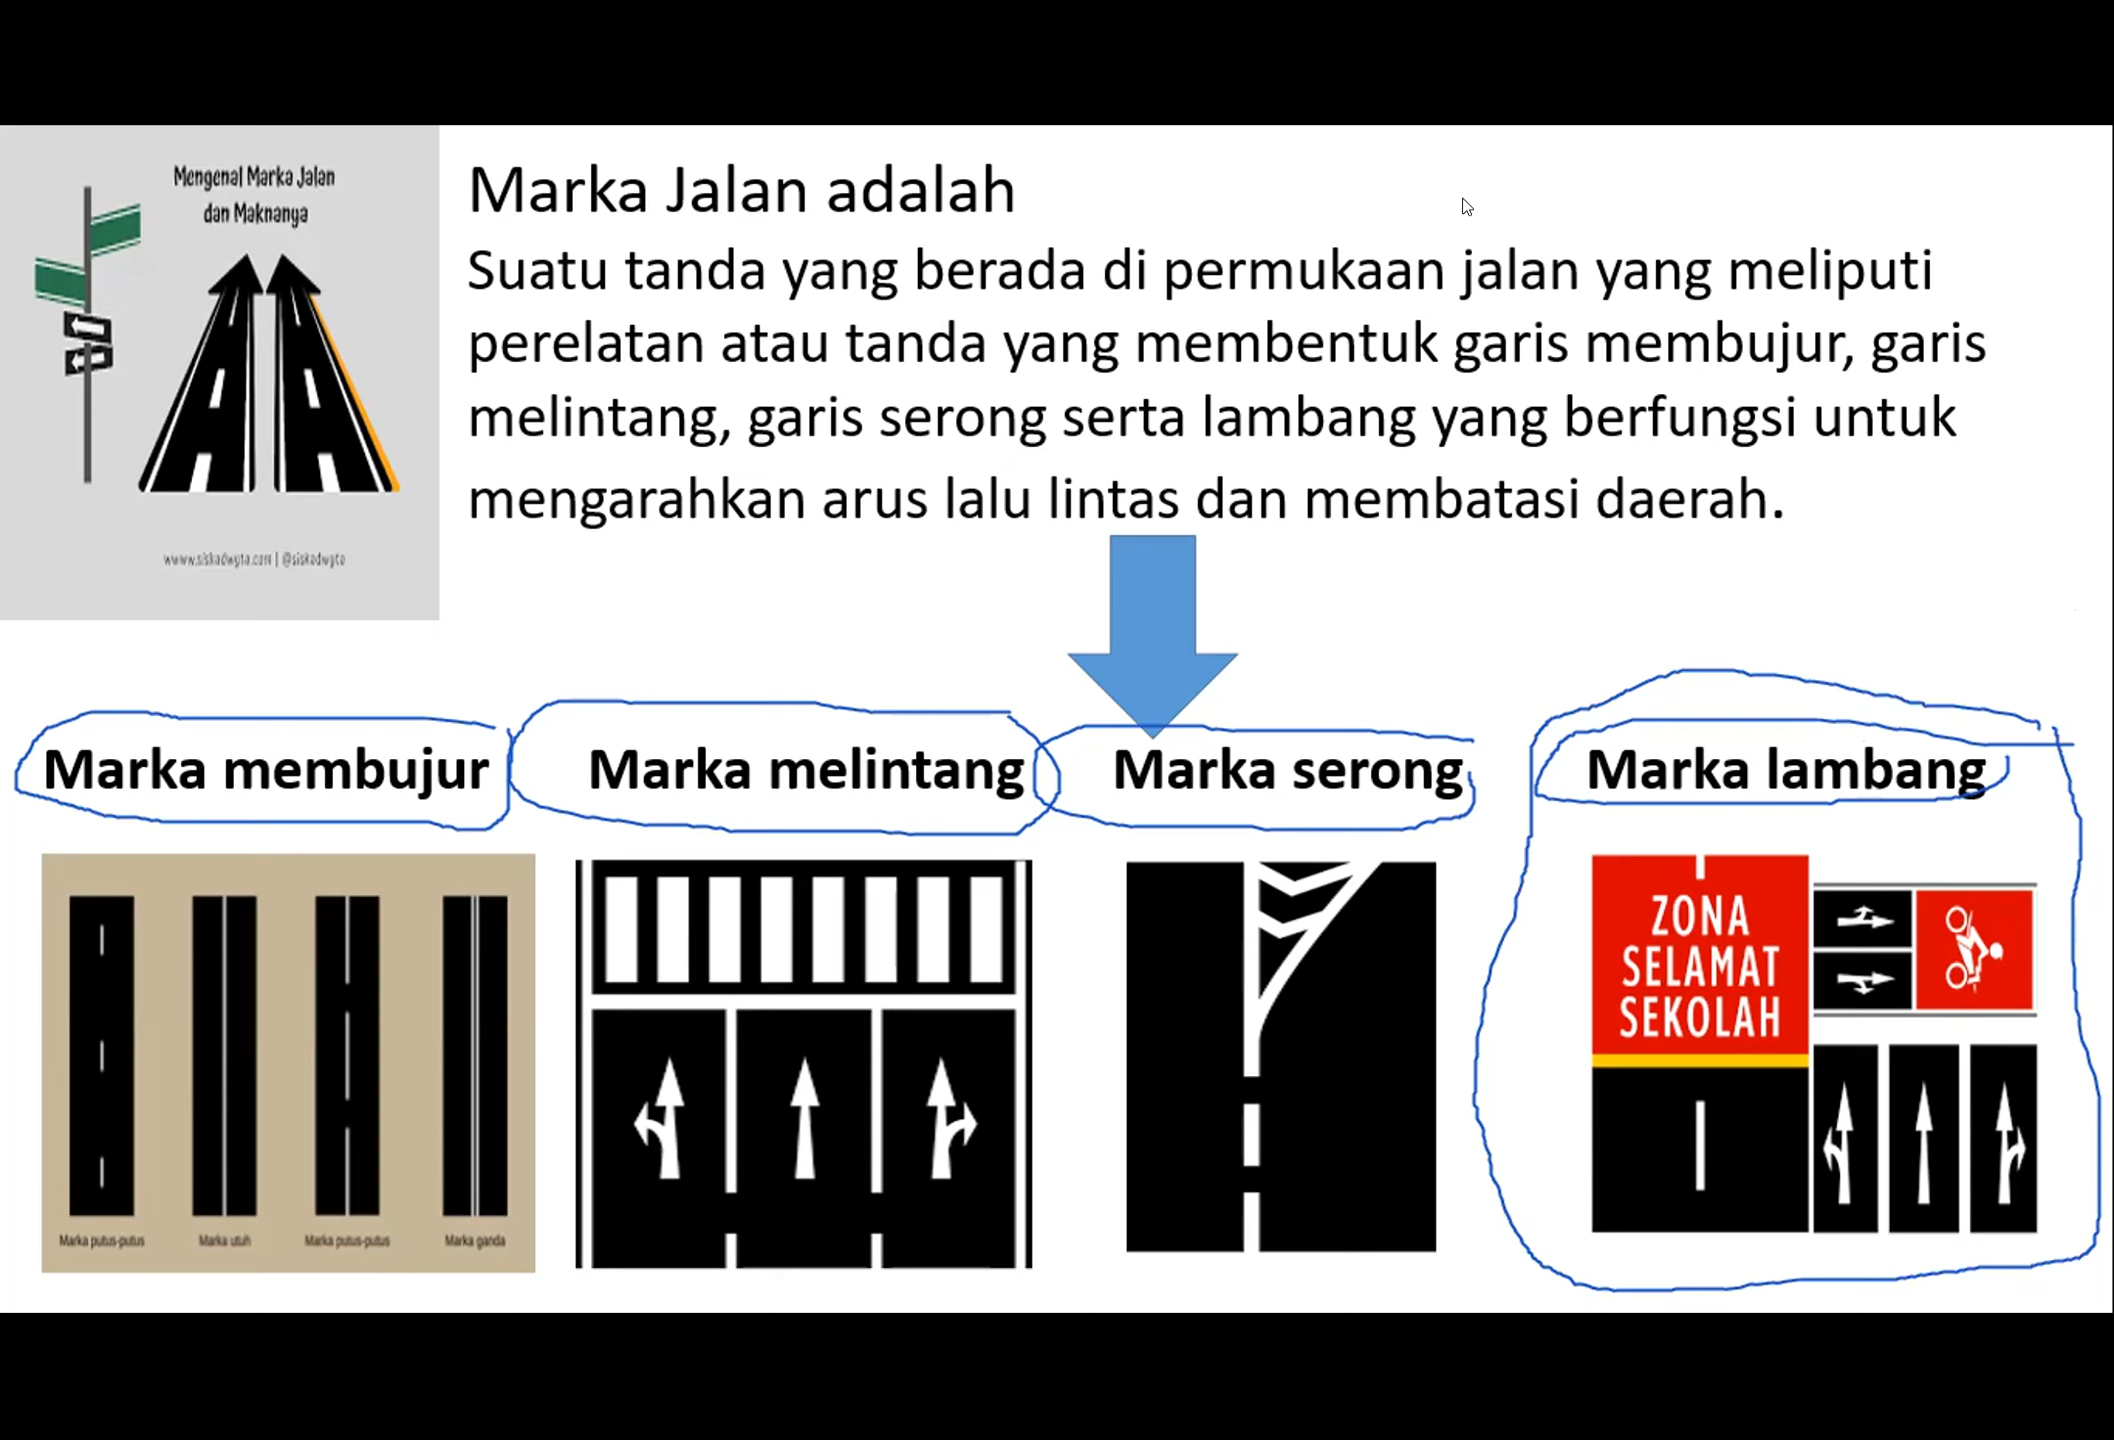 Mengenal Marka Jalan
dan Maknanya
www.siskadwyta.com | @siskadwyta
Marka Jalan adalah
Suatu tanda yang berada di permukaan jalan yang meliputi
perelatan atau tanda yang membentuk garis membujur, garis
melintang, garis serong serta lambang yang berfungsi untuk
mengarahkan arus lalu lintas dan membatasi daerah.
Marka membujur
Marka melintang
Marka serong
Marka lambang
Marka putus-putus
Marka utuh
Marka putus-putus
Marka ganda
ZONA
SELAMAT
SEKOLAH